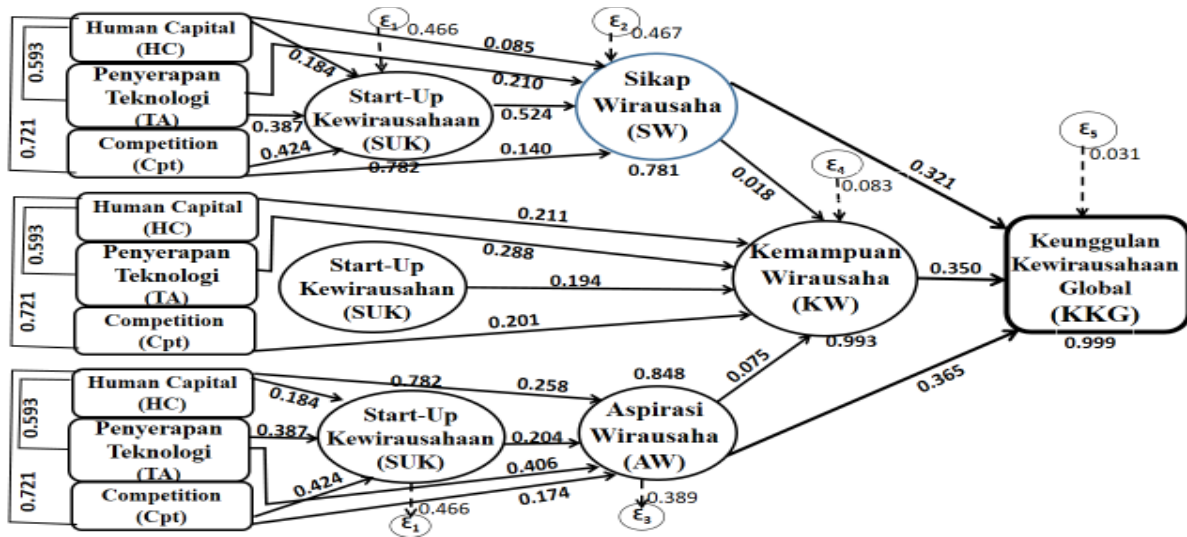 Human Capital
(HC)
Penyerapan
Teknologi
(TA)
Competition
(Cpt)
0.593
0.721
ε1
0.466
ε2
0.467
0.085
0.184
0.210
0.387
0.424
Start-Up
Kewirausahaan
(SUK)
0.782
0.524
0.140
Sikap
Wirausaha
(SW)
0.781
0.321
0.018
ε4
0.083
ε5
0.031
Human Capital
(HC)
Penyerapan
Teknologi
(TA)
Competition
(Cpt)
0.593
0.721
0.211
0.288
Start-Up
Kewirausahan
(SUK)
0.194
0.201
Kemampuan
Wirausaha
(KW)
0.993
0.350
Keunggulan
Kewirausahaan
Global
(KKG)
0.999
Human Capital
(HC)
Penyerapan
Teknologi
(TA)
Competition
(Cpt)
0.593
0.721
0.782
0.258
0.184
0.387
0.424
Start-Up
Kewirausahaan
(SUK)
0.204
0.406
0.174
0.848
Aspirasi
Wirausaha
(AW)
0.075
0.365
0.466
ε1
0.389
ε3